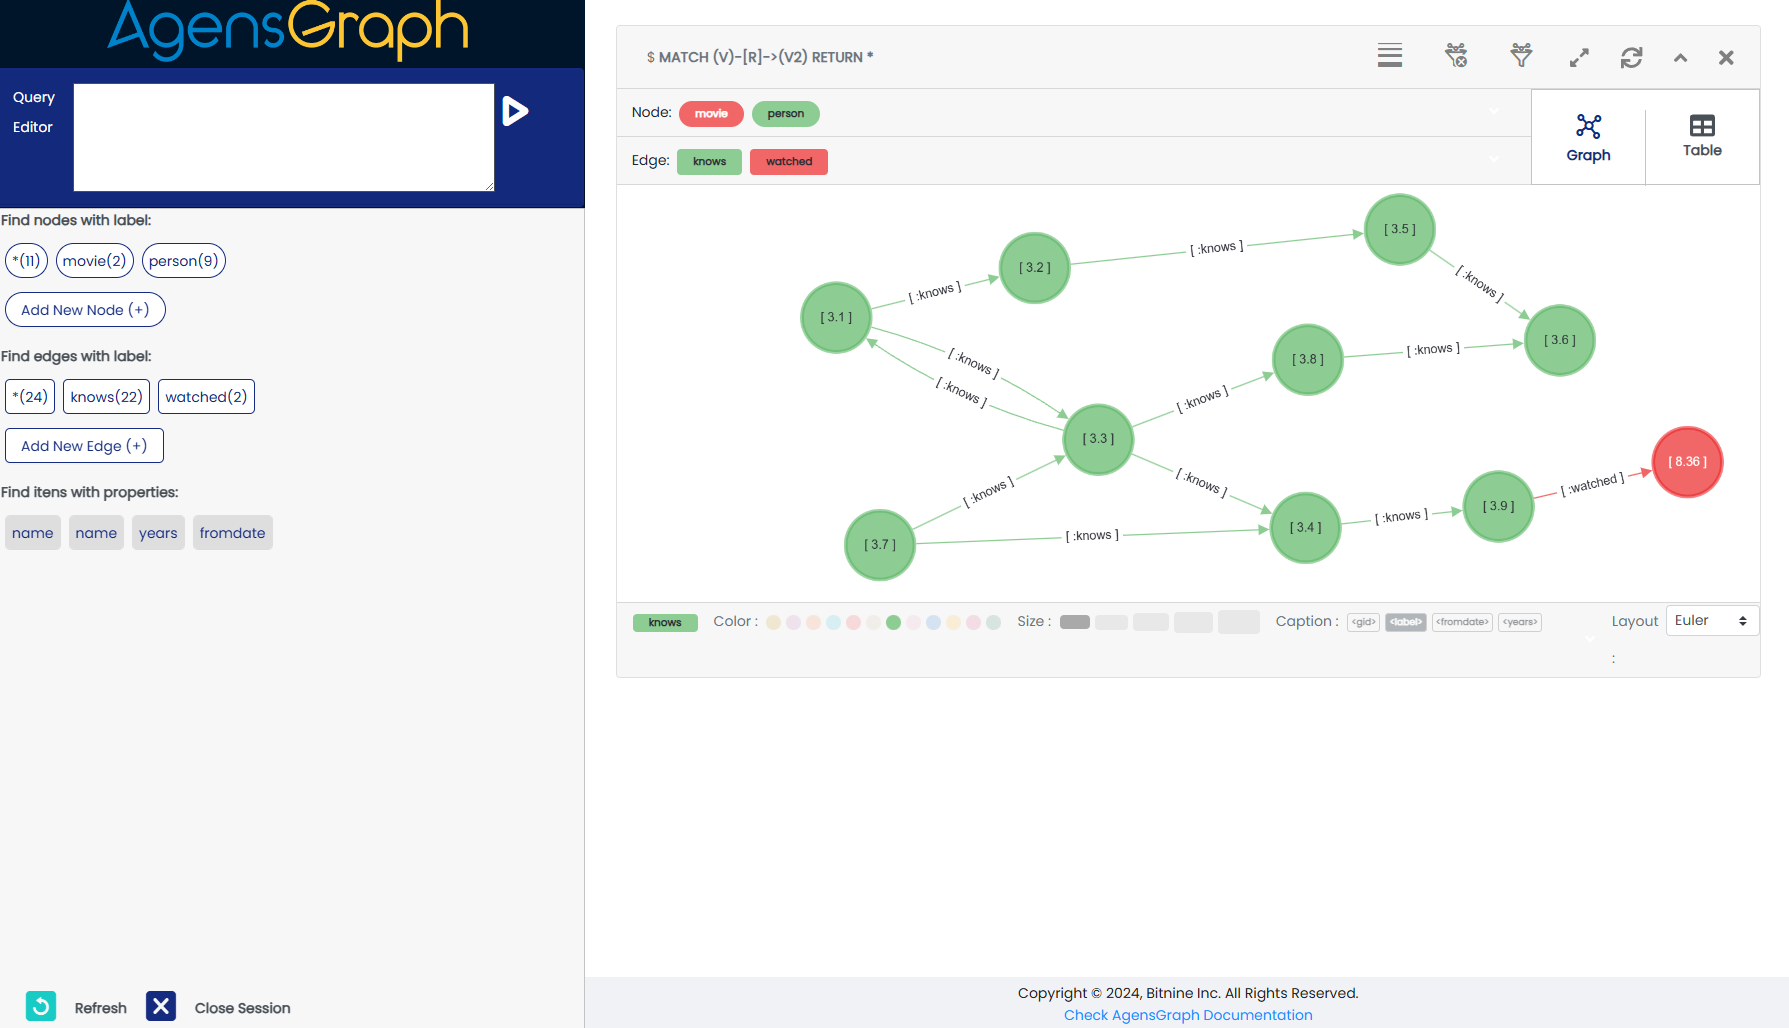 AgensGraph
Query
Editor
Find nodes with label:
*(11) movie(2) person(9)
Add New Node (+)
Find edges with label:
*(24) knows(22) watched(2)
Add New Edge (+)
Find itens with properties:
name name years fromdate
Refresh Close Session
$ MATCH (V)-[R]->(V2) RETURN *
Node: movie person
Edge: knows watched
Graph
Table
[ 3.5 ]
[ :knows ]
[ 3.2 ]
[ :knows ]
[ :knows ]
[ 3.1 ]
[ 3.6 ]
[ :knows ]
[ 3.8 ]
[ :knows ]
[ :knows ]
[ :knows ]
[ 3.3 ]
[ 8.36 ]
[ :knows ]
[ :watched ]
[ :knows ]
[ 3.9 ]
[ :knows ]
[ 3.4 ]
[ :knows ]
[ 3.7 ]
knows Color : Size : Caption : <gid> <label> <fromdate> <years> Layout Euler
:
Copyright © 2024, Bitnine Inc. All Rights Reserved.
Check AgensGraph Documentation